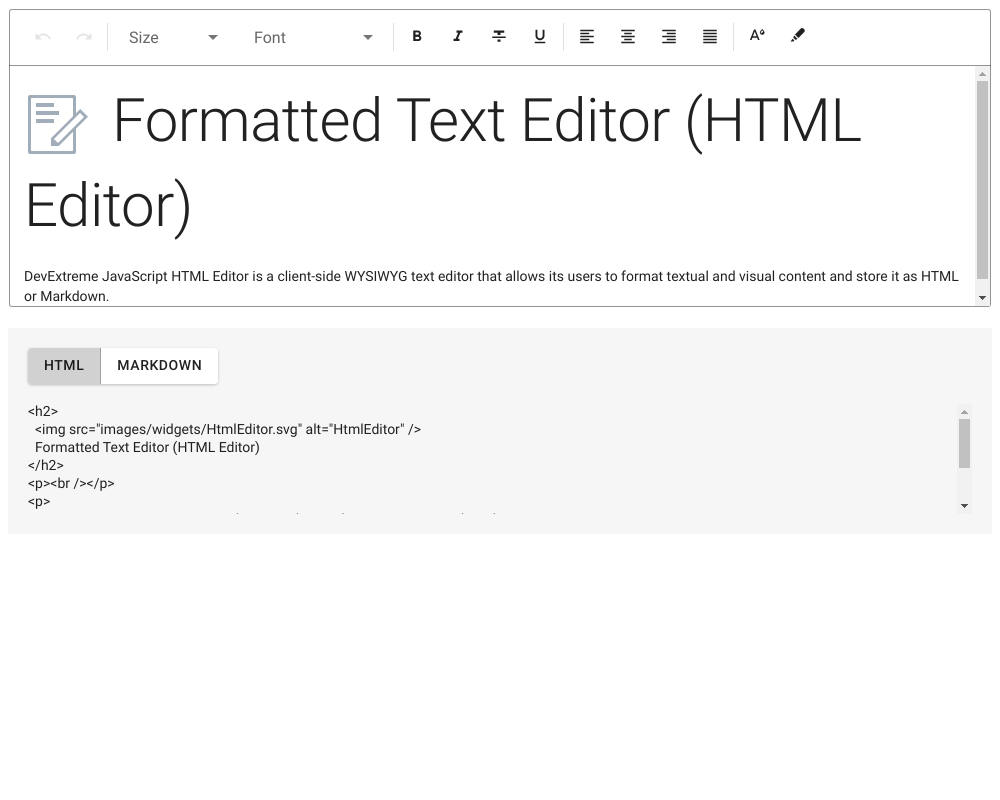 Size Font B I T U A
Formatted Text Editor (HTML
Editor)
DevExtreme JavaScript HTML Editor is a client-side WYSIWYG text editor that allows its users to format textual and visual content and store it as HTML
or Markdown.
HTML MARKDOWN
<h2>
<img src="images/widgets/HtmlEditor.svg" alt="HtmlEditor" />
Formatted Text Editor (HTML Editor)
</h2>
<p><br /></p>
<p>